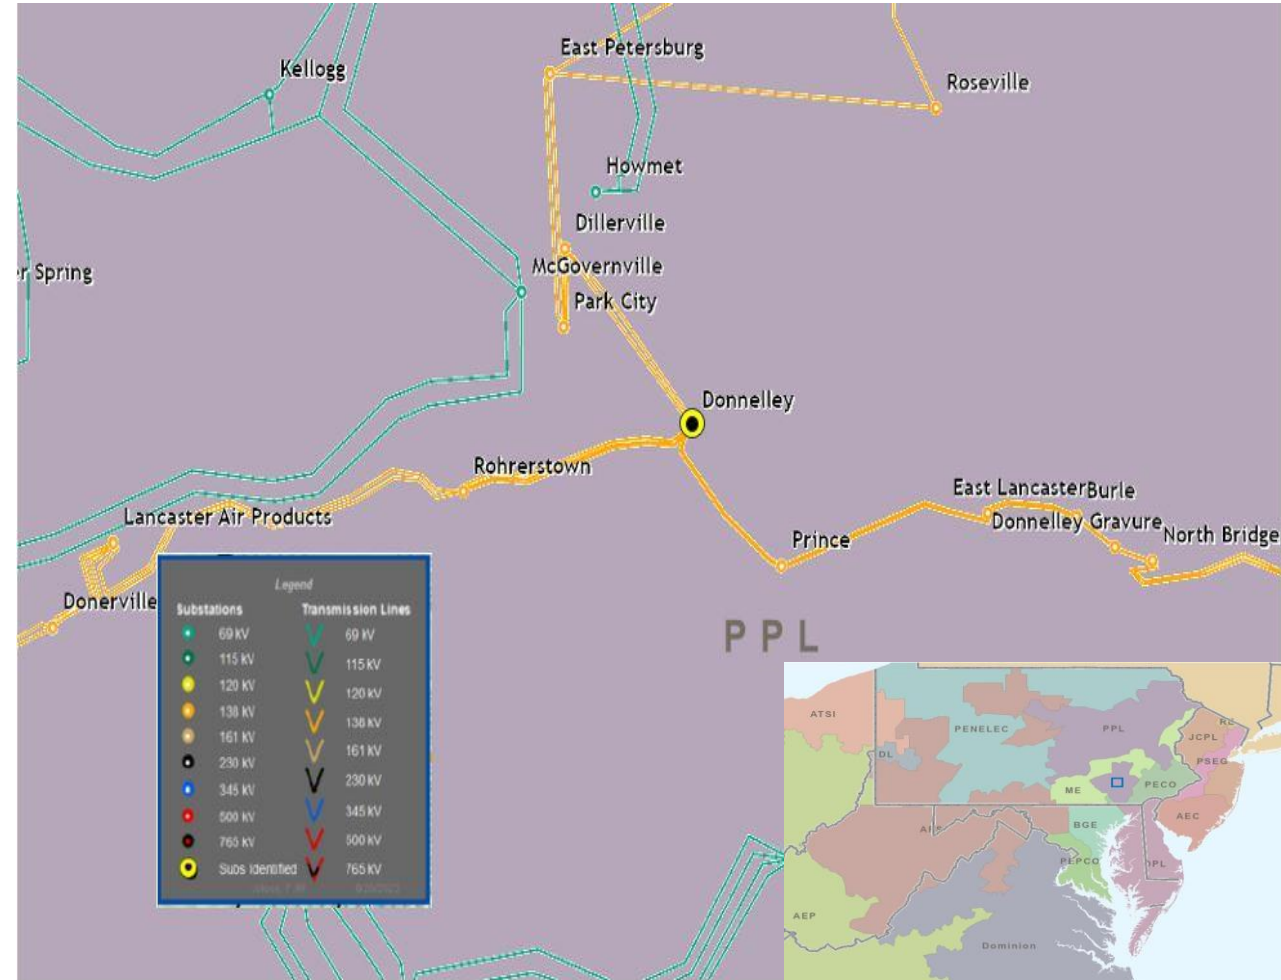 East Petersburg
Kellogg
Roseville
Howmet
Dillerville
r Spring
McGovernville
Park City
Donnelley
Rohrerstown
East Lancaster Burle
Lancaster Air Products
Donnelley Gravure
Prince
North Bridge
Donerville
PPL
Legend
Substations Transmission Lines
69 kV 69 kV
115 kV 115 kV
120 kV 120 kV
138 kV 138 kV
161 kV 161 kV
230 kV 230 kV
345 kV 345 kV
500 kV 500 kV
765 kV 765 kV
Subs Identified
ATSI
PENELEC
PPL
JCPL
DL
PSEG
ME
PECO
AEC
BGE
PEPCO
DPL
AEP
Dominion